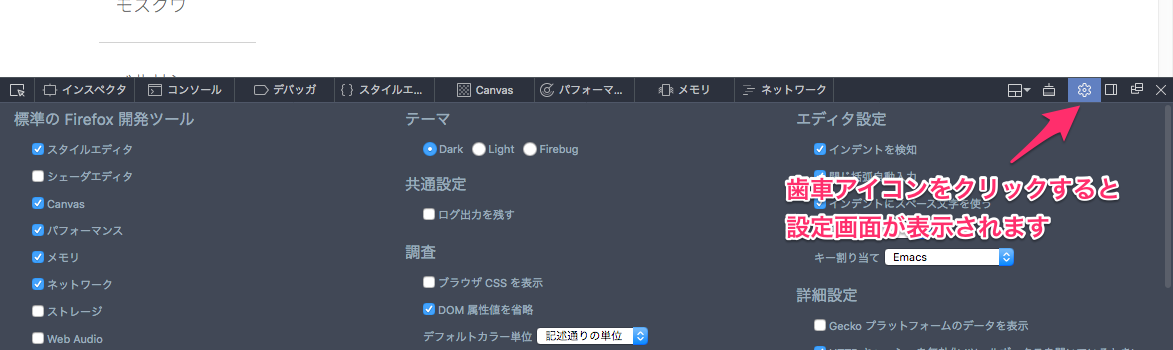 モスクワ
インスペクタ コンソール デバッガ スタイルエ... Canvas パフォーマ... メモリ ネットワーク
標準の Firefox 開発ツール
スタイルエディタ
シェーダエディタ
Canvas
パフォーマンス
メモリ
ネットワーク
ストレージ
Web Audio
テーマ
Dark Light Firebug
共通設定
ログ出力を残す
調査
ブラウザ CSS を表示
DOM 属性値を省略
デフォルトカラー単位 記述通りの単位
エディタ設定
インデントを検知
閉じ括弧自動入力
インデントにスペース文字を使う
歯車アイコンをクリックすると
設定画面が表示されます
キー割り当て Emacs
詳細設定
Gecko プラットフォームのデータを表示